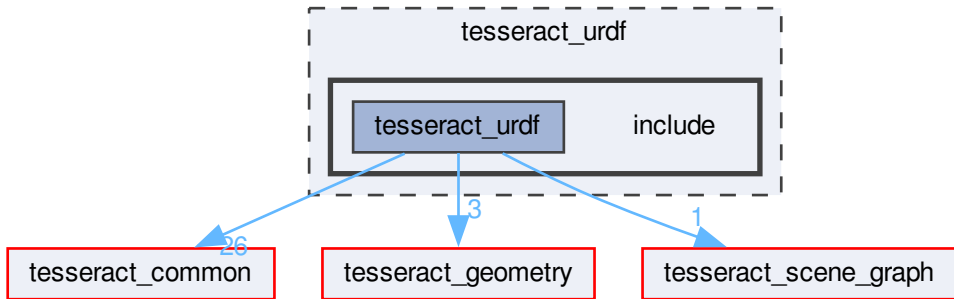 tesseract_urdf
tesseract_urdf
include
26
3
1
tesseract_common
tesseract_geometry
tesseract_scene_graph